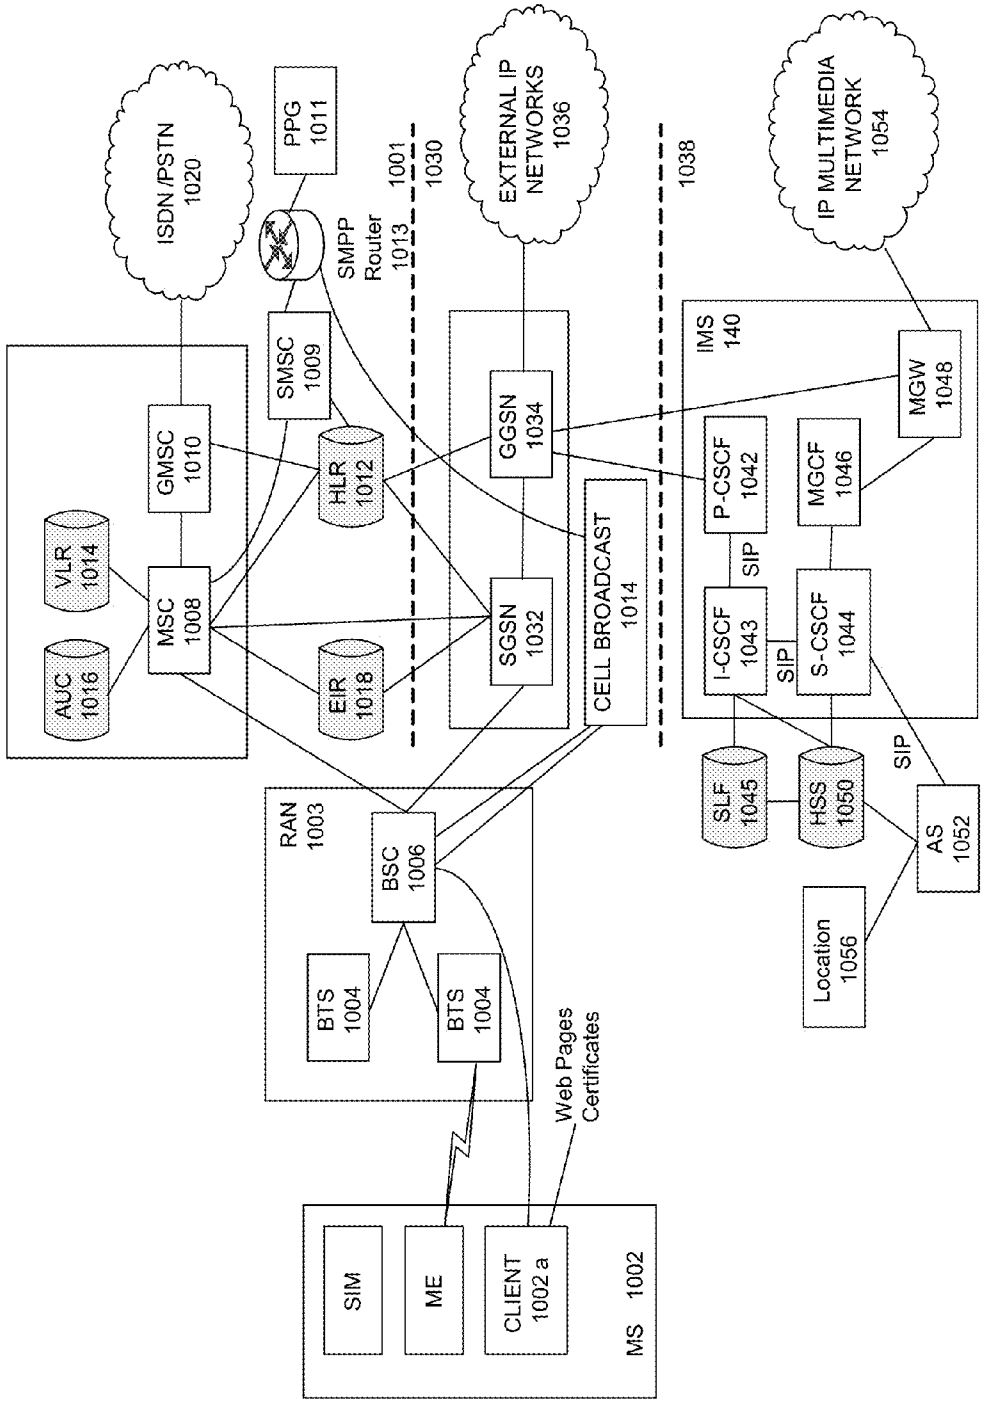 SIM
ME
CLIENT
1002 a
MS 1002
Web Pages
Certificates
RAN
1003
BTS
1004
BTS
1004
BSC
1006
AUC
1016
VLR
1014
MSC
1008
GMSC
1010
ISDN /PSTN
1020
EIR
1018
HLR
1012
SMSC
1009
SMPP
Router
1013
PPG
1011
1001
1030
SGSN
1032
GGSN
1034
EXTERNAL IP
NETWORKS
1036
CELL BROADCAST
1014
1038
IMS
140
SLF
1045
I-CSCF
1043
SIP
P-CSCF
1042
SIP
HSS
1050
S-CSCF
1044
MGCF
1046
MGW
1048
IP MULTIMEDIA
NETWORK
1054
SIP
AS
1052
Location
1056